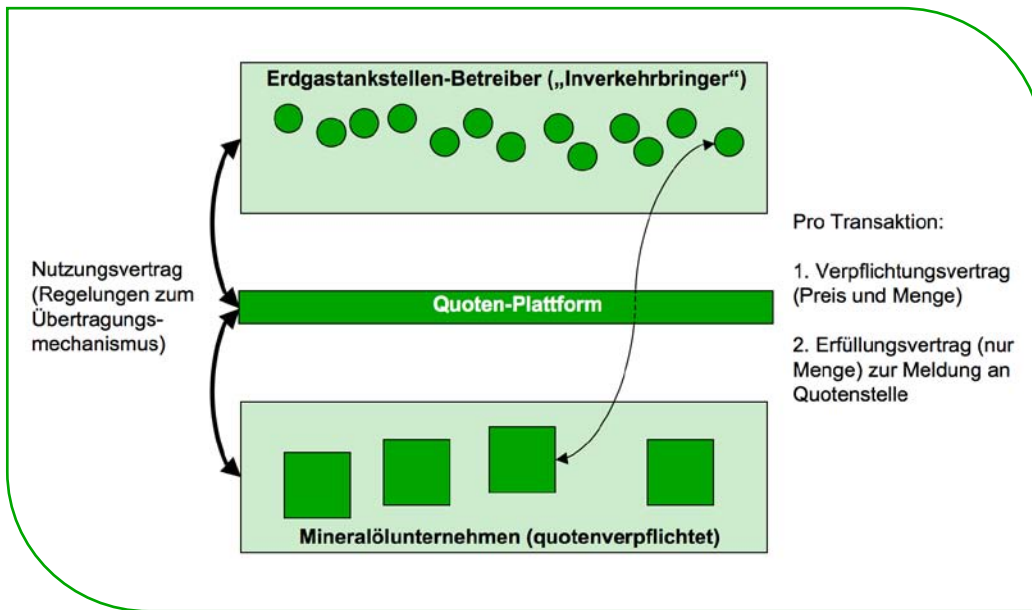 Erdgastankstellen-Betreiber („Inverkehrbringer“)
Nutzungsvertrag
(Regelungen zum
Übertragungs-
mechanismus)
Quoten-Plattform
Pro Transaktion:
1. Verpflichtungsvertrag
(Preis und Menge)
2. Erfüllungsvertrag (nur
Menge) zur Meldung an
Quotenstelle
Mineralölunternehmen (quotenverpflichtet)